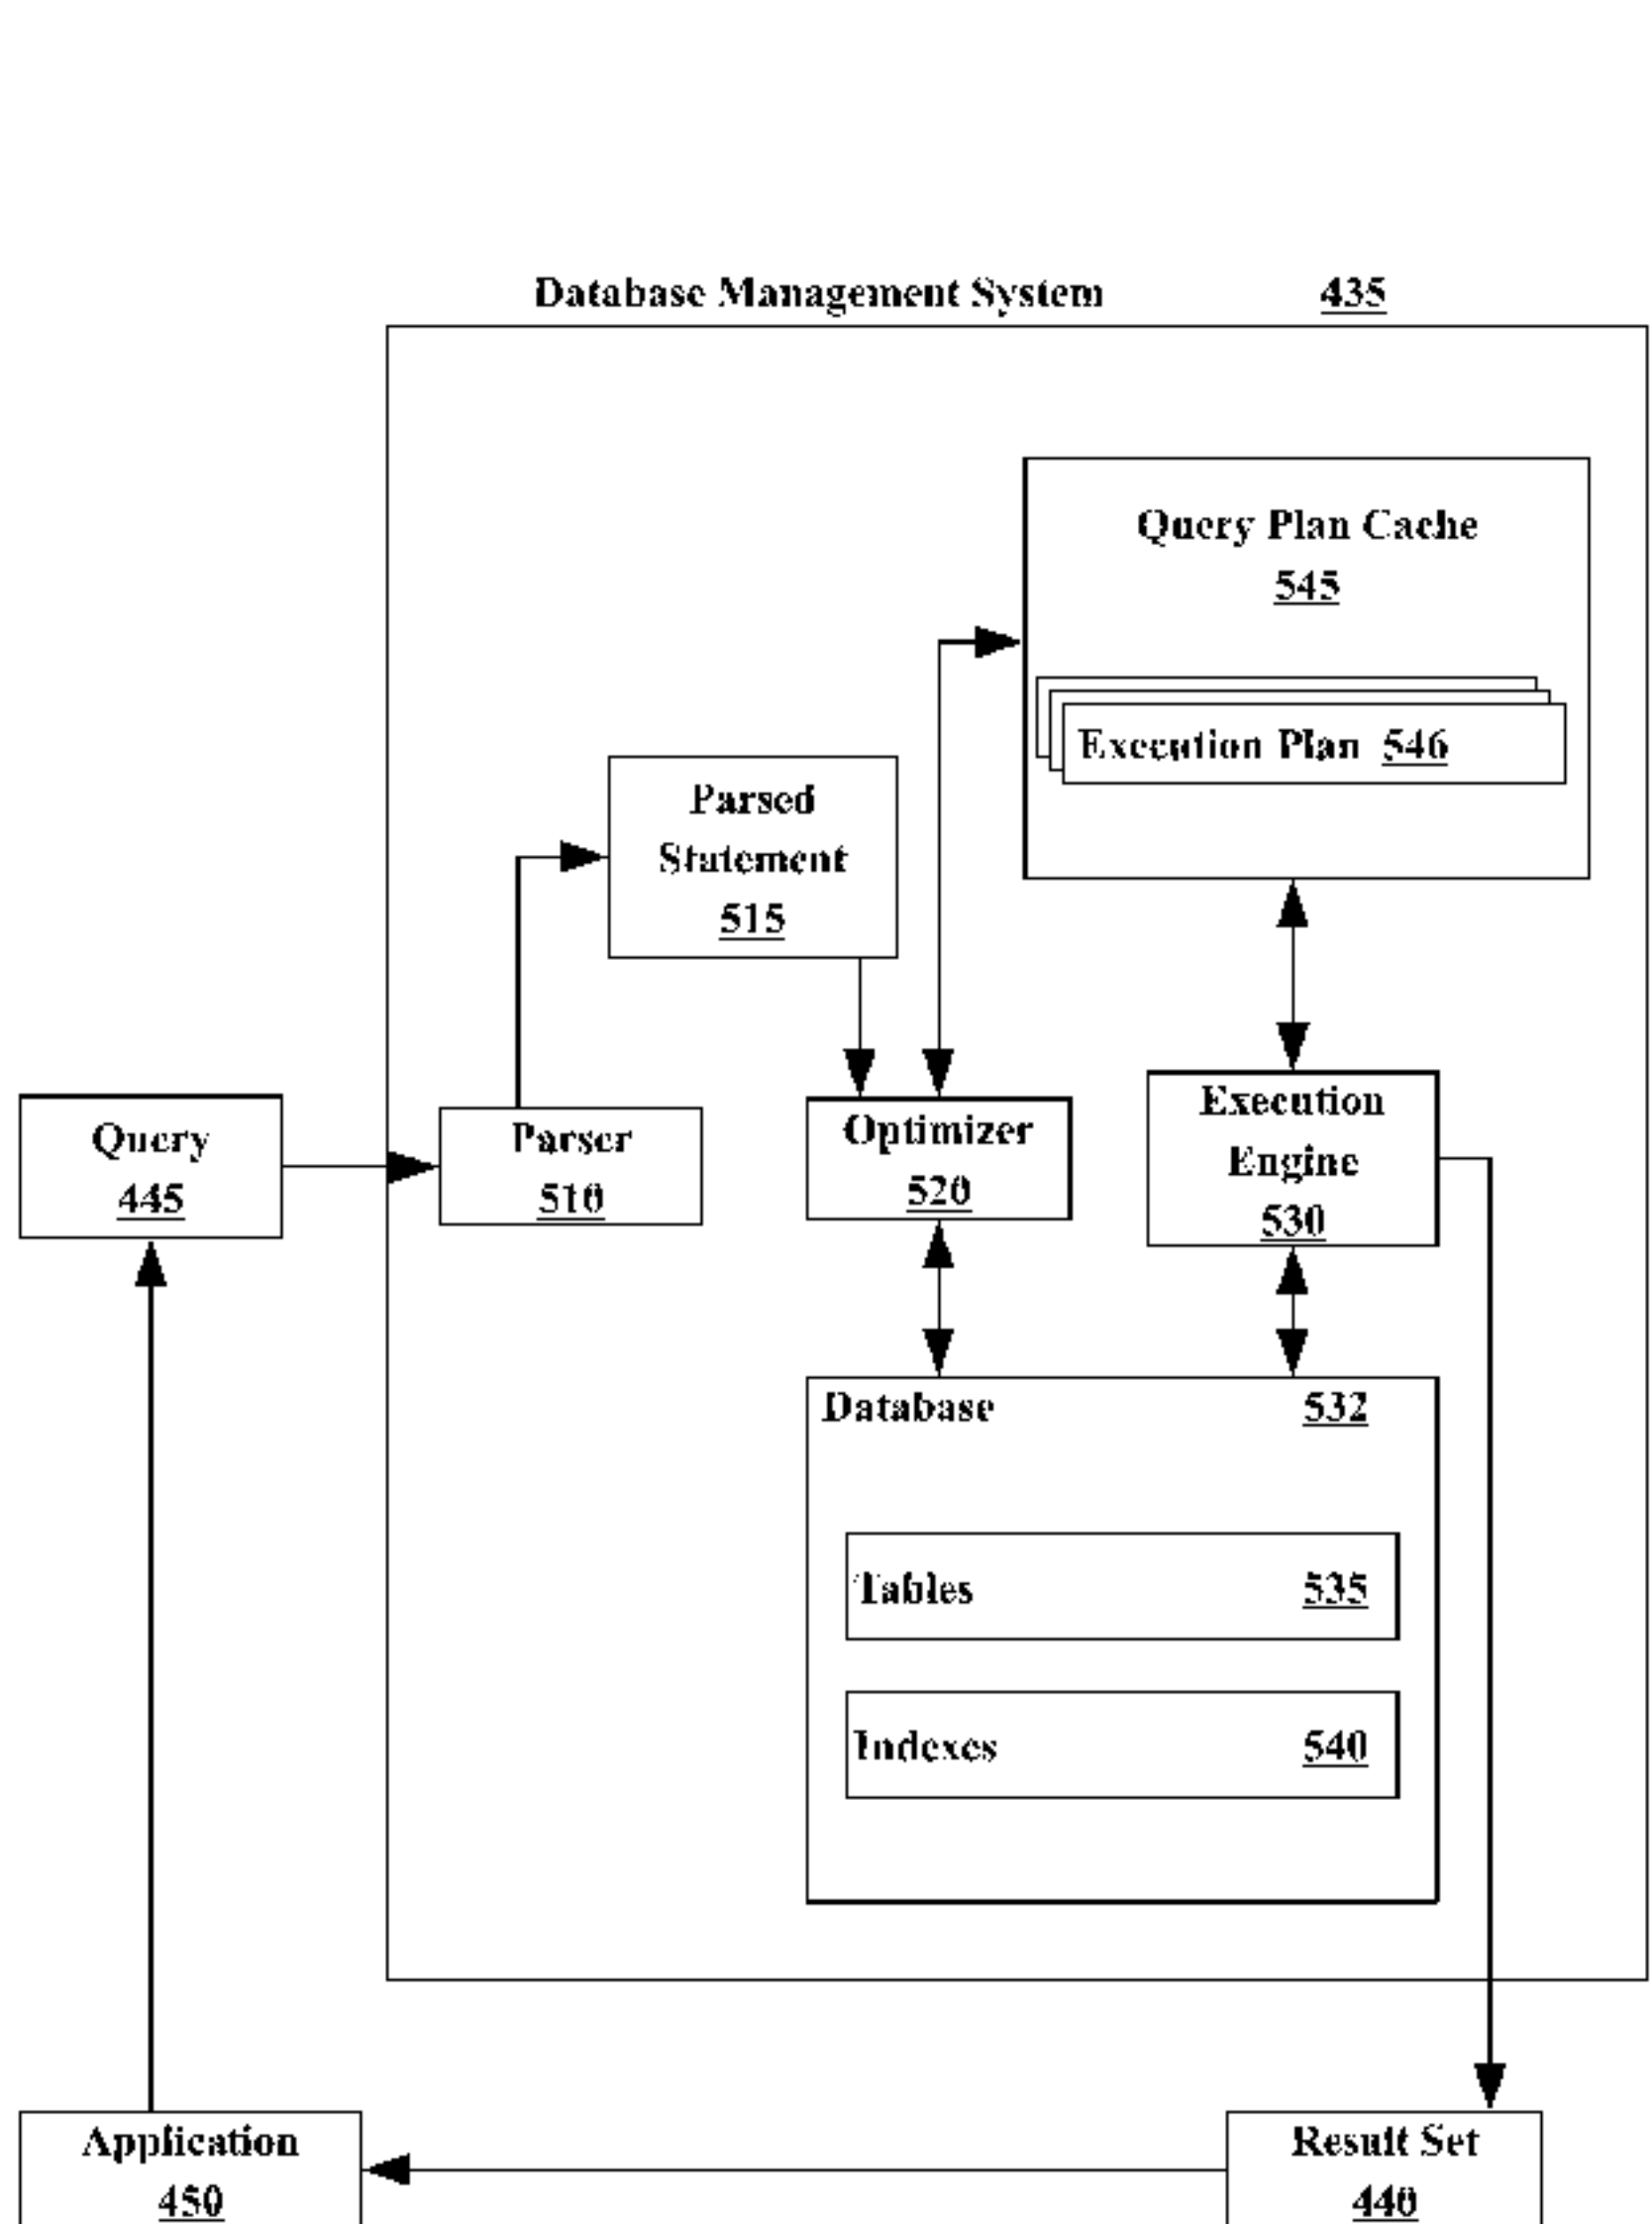 Database Management System 435
Query Plan Cache
545
Execution Plan 546
Parsed
Statement
515
Query
445
Parser
510
Optimizer
520
Execution
Engine
530
Database 532
Tables 535
Indexes 540
Application
450
Result Set
440